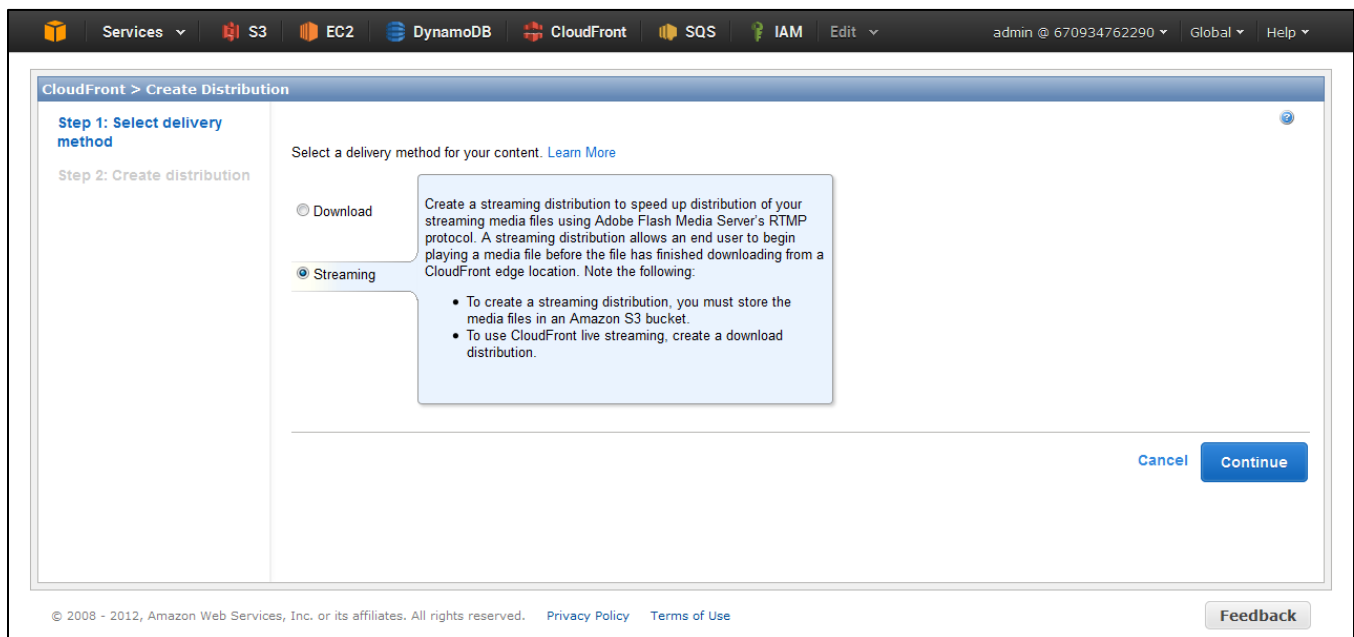 Services S3 EC2 DynamoDB CloudFront SQS IAM Edit admin @ 670934762290 Global Help
CloudFront > Create Distribution
Step 1: Select delivery
method
Step 2: Create distribution
Select a delivery method for your content. Learn More
Download
Streaming
Create a streaming distribution to speed up distribution of your
streaming media files using Adobe Flash Media Server's RTMP
protocol. A streaming distribution allows an end user to begin
playing a media file before the file has finished downloading from a
CloudFront edge location. Note the following:
• To create a streaming distribution, you must store the
media files in an Amazon S3 bucket.
• To use CloudFront live streaming, create a download
distribution.
Cancel Continue
© 2008 - 2012, Amazon Web Services, Inc. or its affiliates. All rights reserved. Privacy Policy Terms of Use Feedback